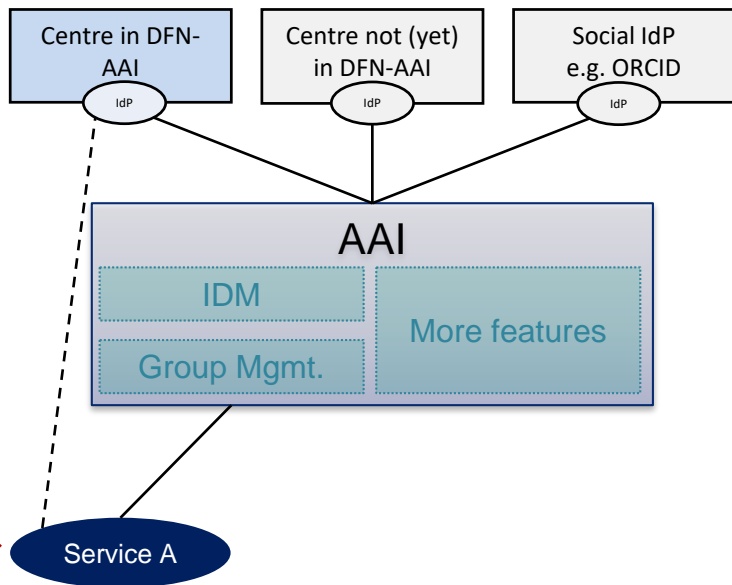 Centre in DFN-
AAI
IdP
Centre not (yet)
in DFN-AAI
IdP
Social IdP
e.g. ORCID
IdP
AAI
IDM
Group Mgmt.
More features
Service A